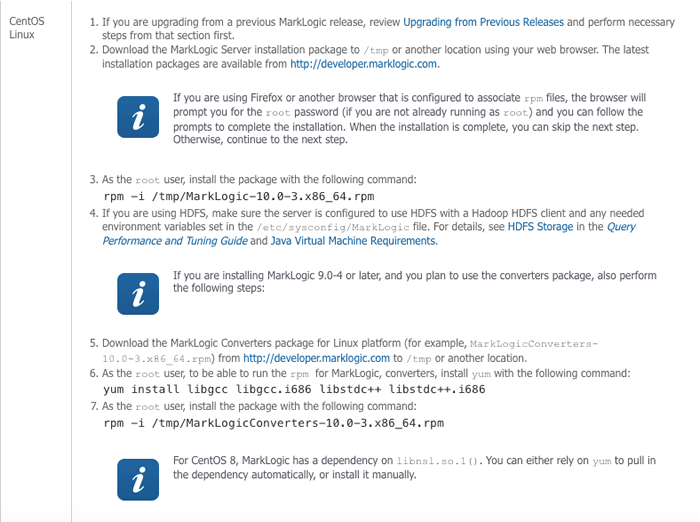 CentOS
Linux
1. If you are upgrading from a previous MarkLogic release, review Upgrading from Previous Releases and perform necessary
steps from that section first.
2. Download the MarkLogic Server installation package to /tmp or another location using your web browser. The latest
installation packages are available from http://developer.marklogic.com.
i
If you are using Firefox or another browser that is configured to associate rpm files, the browser will
prompt you for the root password (if you are not already running as root) and you can follow the
prompts to complete the installation. When the installation is complete, you can skip the next step.
Otherwise, continue to the next step.
3. As the root user, install the package with the following command:
rpm -i /tmp/MarkLogic-10.0-3.x86_64.rpm
4. If you are using HDFS, make sure the server is configured to use HDFS with a Hadoop HDFS client and any needed
environment variables set in the /etc/sysconfig/MarkLogic file. For details, see HDFS Storage in the Query
Performance and Tuning Guide and Java Virtual Machine Requirements.
i
If you are installing MarkLogic 9.0-4 or later, and you plan to use the converters package, also perform
the following steps:
5. Download the MarkLogic Converters package for Linux platform (for example, MarkLogicConverters-
10.0-3.x86_64.rpm) from http://developer.marklogic.com to /tmp or another location.
6. As the root user, to be able to run the rpm for MarkLogic, converters, install yum with the following command:
yum install libgcc libgcc.i686 libstdc++ libstdc++.i686
7. As the root user, install the package with the following command:
rpm -i /tmp/MarkLogicConverters-10.0-3.x86_64.rpm
i
For CentOS 8, MarkLogic has a dependency on libnsl.so.1(). You can either rely on yum to pull in
the dependency automatically, or install it manually.